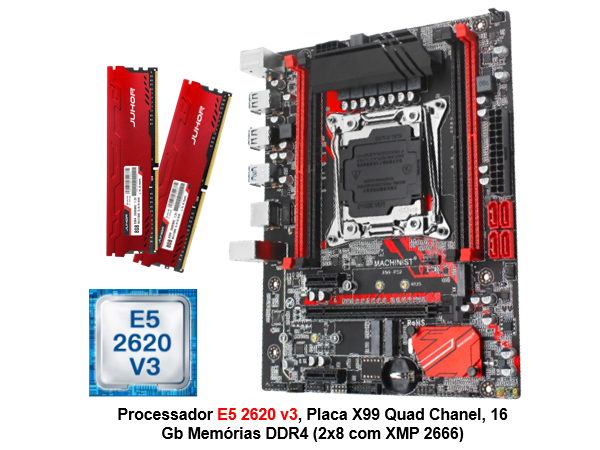 JUHOR
JUHOR
MACHINIST
RoHS
E5
2620
V3
Processador E5 2620 v3, Placa X99 Quad Chanel, 16
Gb Memórias DDR4 (2x8 com XMP 2666)